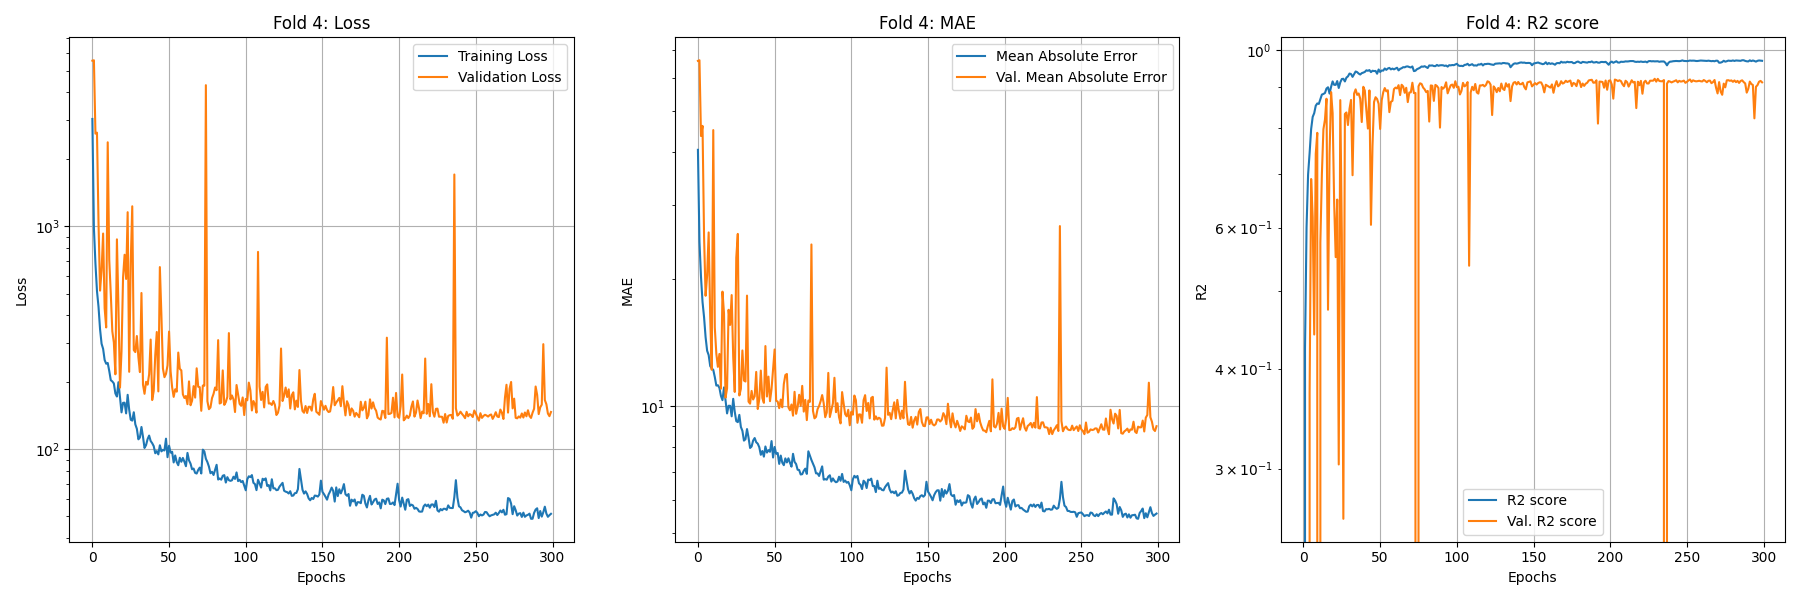 Fold 4: Loss
Training Loss
Validation Loss
10^3
10^2
Loss
0 50 100 150 200 250 300
Epochs
Fold 4: MAE
Mean Absolute Error
Val. Mean Absolute Error
10^1
MAE
0 50 100 150 200 250 300
Epochs
Fold 4: R2 score
10^0
6 × 10^-1
4 × 10^-1
3 × 10^-1
R2
R2 score
Val. R2 score
0 50 100 150 200 250 300
Epochs